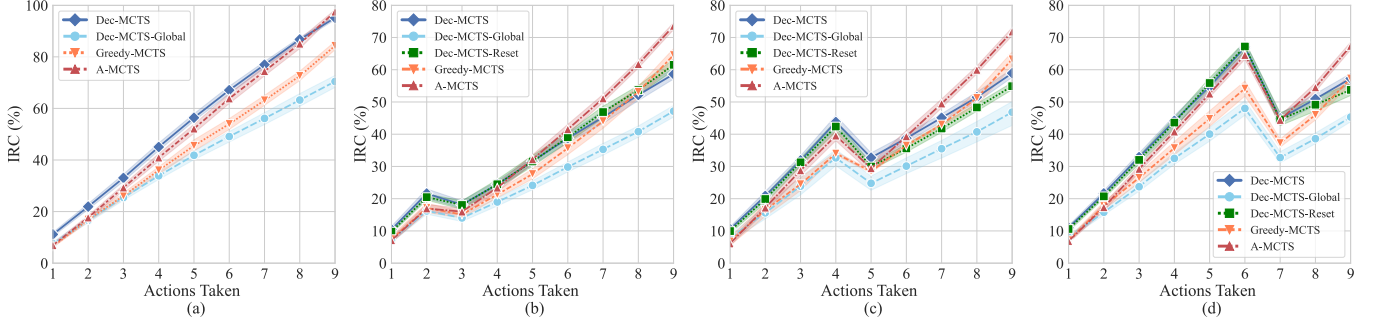 IRC (%)
100
80
60
40
20
0
Dec-MCTS
Dec-MCTS-Global
Greedy-MCTS
A-MCTS
1 2 3 4 5 6 7 8 9
Actions Taken
(a)
IRC (%)
80
70
60
50
40
30
20
10
0
Dec-MCTS
Dec-MCTS-Global
Dec-MCTS-Reset
Greedy-MCTS
A-MCTS
1 2 3 4 5 6 7 8 9
Actions Taken
(b)
IRC (%)
80
70
60
50
40
30
20
10
0
Dec-MCTS
Dec-MCTS-Global
Dec-MCTS-Reset
Greedy-MCTS
A-MCTS
1 2 3 4 5 6 7 8 9
Actions Taken
(c)
IRC (%)
80
70
60
50
40
30
20
10
0
Dec-MCTS
Dec-MCTS-Global
Dec-MCTS-Reset
Greedy-MCTS
A-MCTS
1 2 3 4 5 6 7 8 9
Actions Taken
(d)